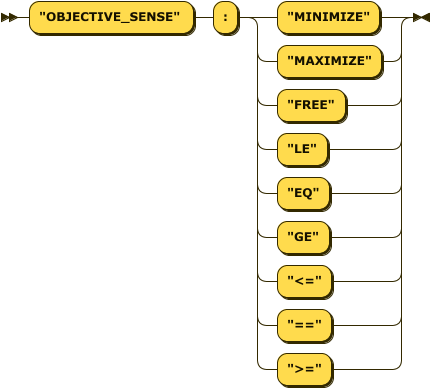 "OBJECTIVE_SENSE" : "MINIMIZE"
"MAXIMIZE"
"FREE"
"LE"
"EQ"
"GE"
"<="
"=="
">="